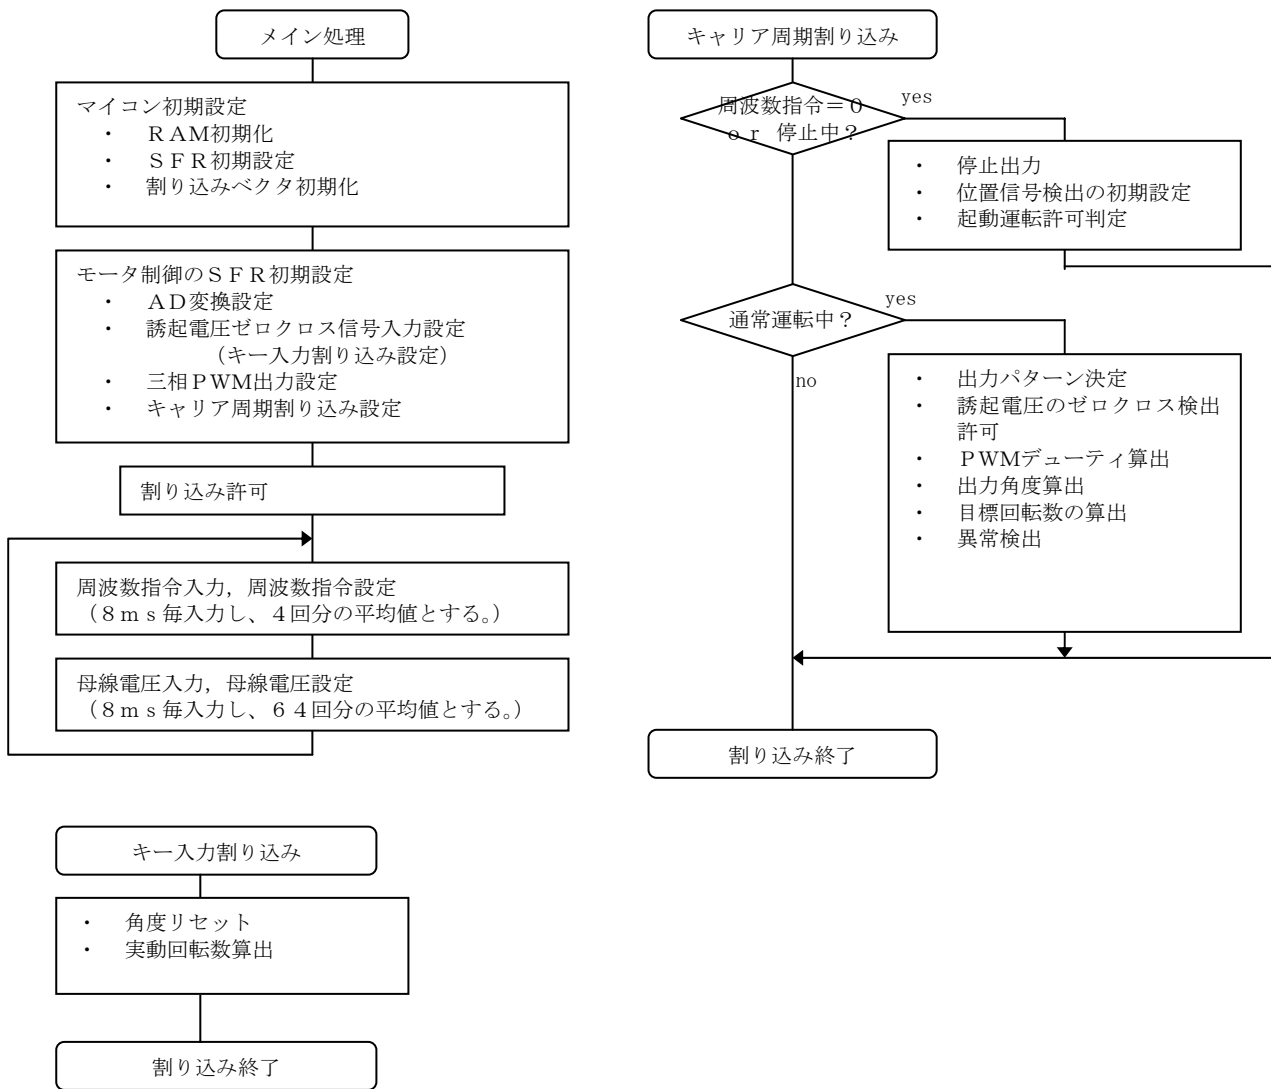 メイン処理
マイコン初期設定
・ ＲＡＭ初期化
・ ＳＦＲ初期設定
・ 割り込みベクタ初期化
モータ制御のＳＦＲ初期設定
・ ＡＤ変換設定
・ 誘起電圧ゼロクロス信号入力設定
（キー入力割り込み設定）
・ 三相ＰＷＭ出力設定
・ キャリア周期割り込み設定
割り込み許可
周波数指令入力，周波数指令設定
（８ｍｓ毎入力し、４回分の平均値とする。）
母線電圧入力，母線電圧設定
（８ｍｓ毎入力し、６４回分の平均値とする。）
キャリア周期割り込み
周波数指令＝０
ｏｒ 停止中？
yes
・ 停止出力
・ 位置信号検出の初期設定
・ 起動運転許可判定
通常運転中？
yes
no
・ 出力パターン決定
・ 誘起電圧のゼロクロス検出
許可
・ ＰＷＭデューティ算出
・ 出力角度算出
・ 目標回転数の算出
・ 異常検出
割り込み終了
キー入力割り込み
・ 角度リセット
・ 実動回転数算出
割り込み終了